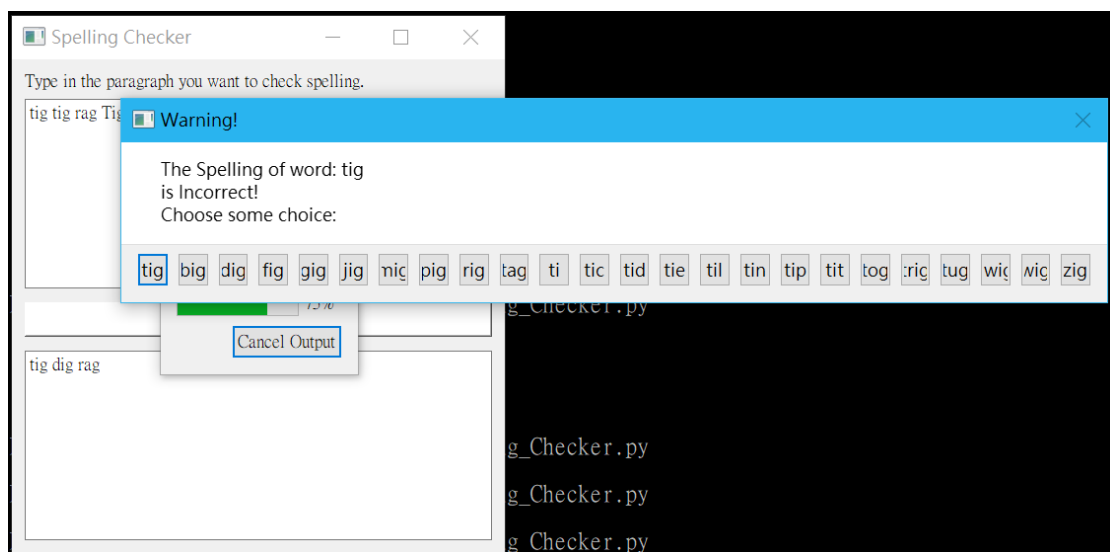 Spelling Checker
Type in the paragraph you want to check spelling.
tig tig rag Tig
Warning!
The Spelling of word: tig
is Incorrect!
Choose some choice:
tig big dig fig gig jig pig rig tag ti tic tid tie til tin tip tit tog trig tug wig zig
g_Checker.py
Cancel Output
tig dig rag
g_Checker.py
g_Checker.py
g_Checker.py